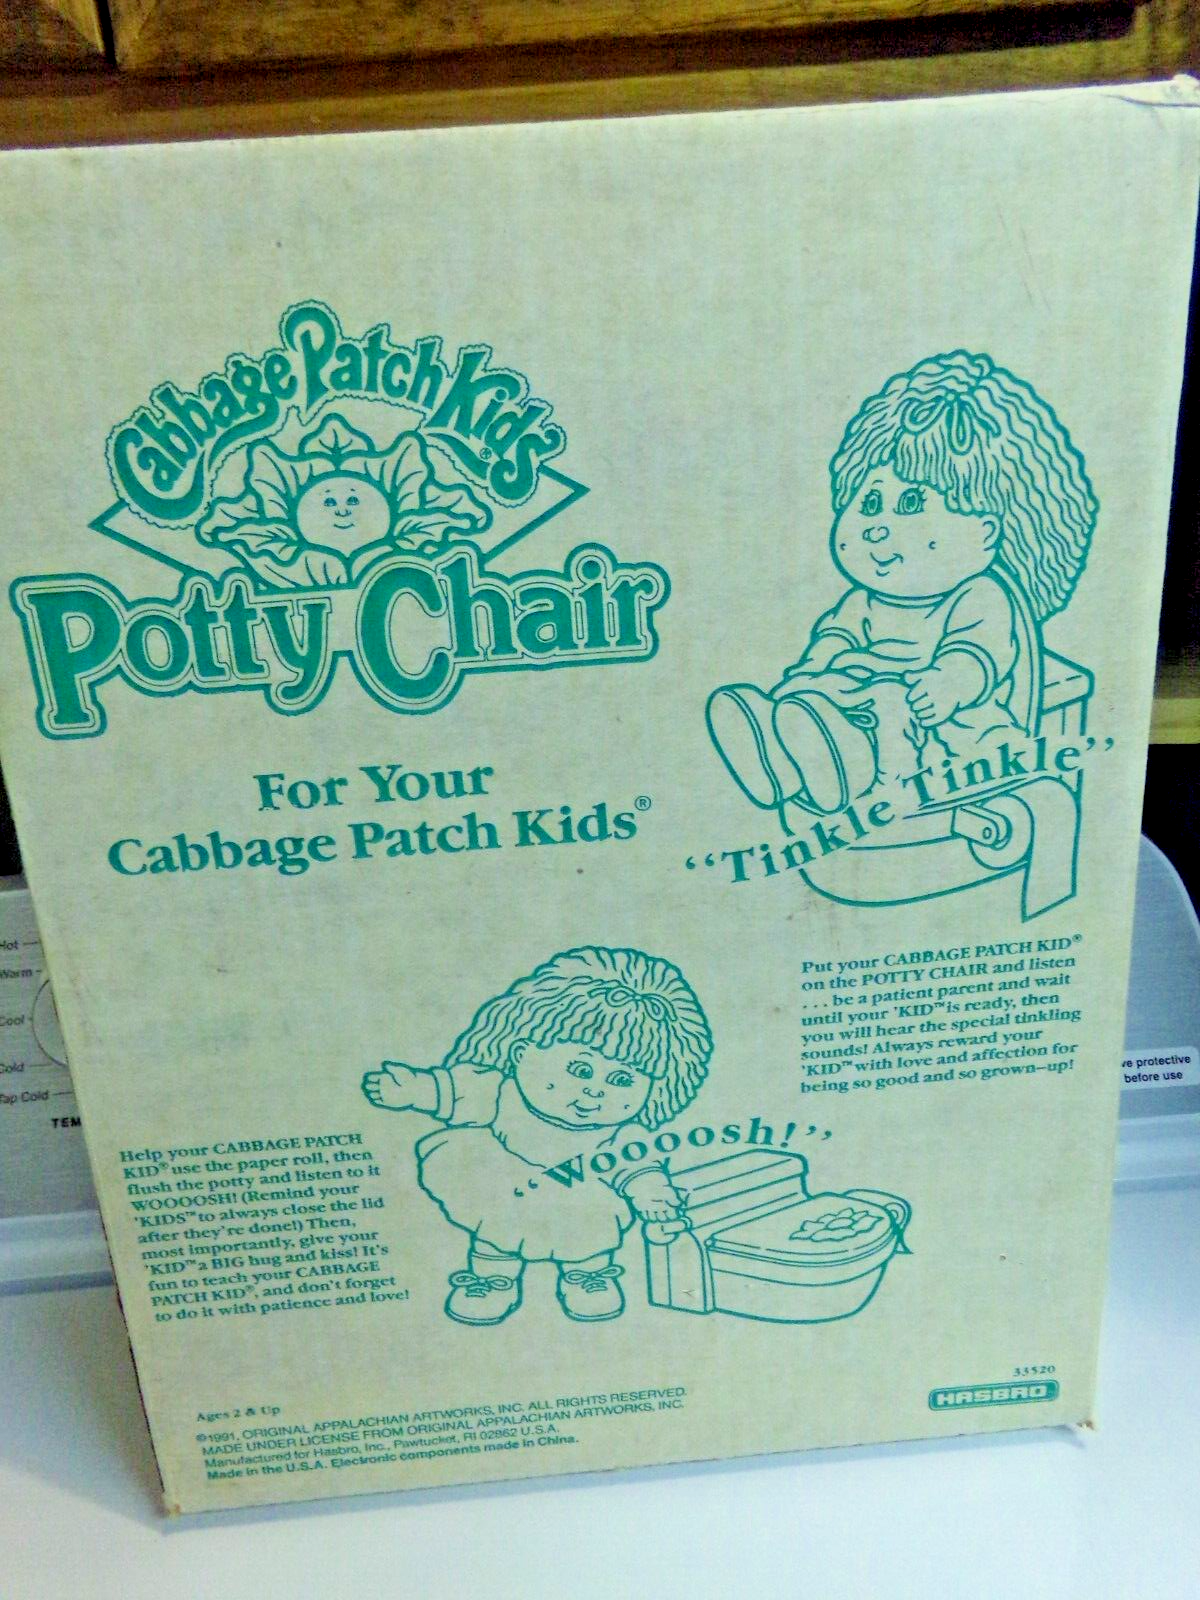 Cabbage Patch Kids®
Potty Chair
For Your
Cabbage Patch Kids®
“Tinkle Tinkle”
Put your CABBAGE PATCH KID®
on the POTTY CHAIR and listen
. . . be a patient parent and wait
until your 'KID™ is ready, then
you will hear the special tinkling
sounds! Always reward your
'KID™ with love and affection for
being so good and so grown-up!
“Woooosh!”
Help your CABBAGE PATCH
KID® use the paper roll, then
flush the potty and listen to it
WOOOOSH! (Remind your
'KIDS™ to always close the lid
after they're done!) Then,
most importantly, give your
'KID™ a BIG hug and kiss! It's
fun to teach your CABBAGE
PATCH KID®, and don't forget
to do it with patience and love!
Ages 2 & Up
©1991, ORIGINAL APPALACHIAN ARTWORKS, INC. ALL RIGHTS RESERVED.
MADE UNDER LICENSE FROM ORIGINAL APPALACHIAN ARTWORKS, INC.
Manufactured for Hasbro, Inc., Pawtucket, RI 02862 U.S.A.
Made in the U.S.A. Electronic components made in China.
33520
HASBRO
Hot
Warm
Cool
Cold
Tap Cold
TEM
ve protective
before use